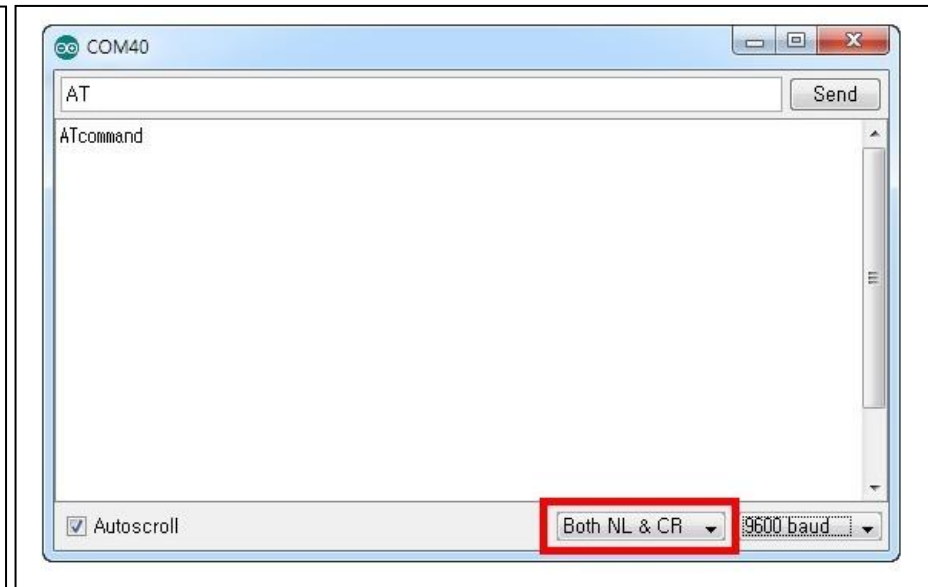 COM40
AT
Send
ATcommand
Autoscroll
Both NL & CR
9600 baud